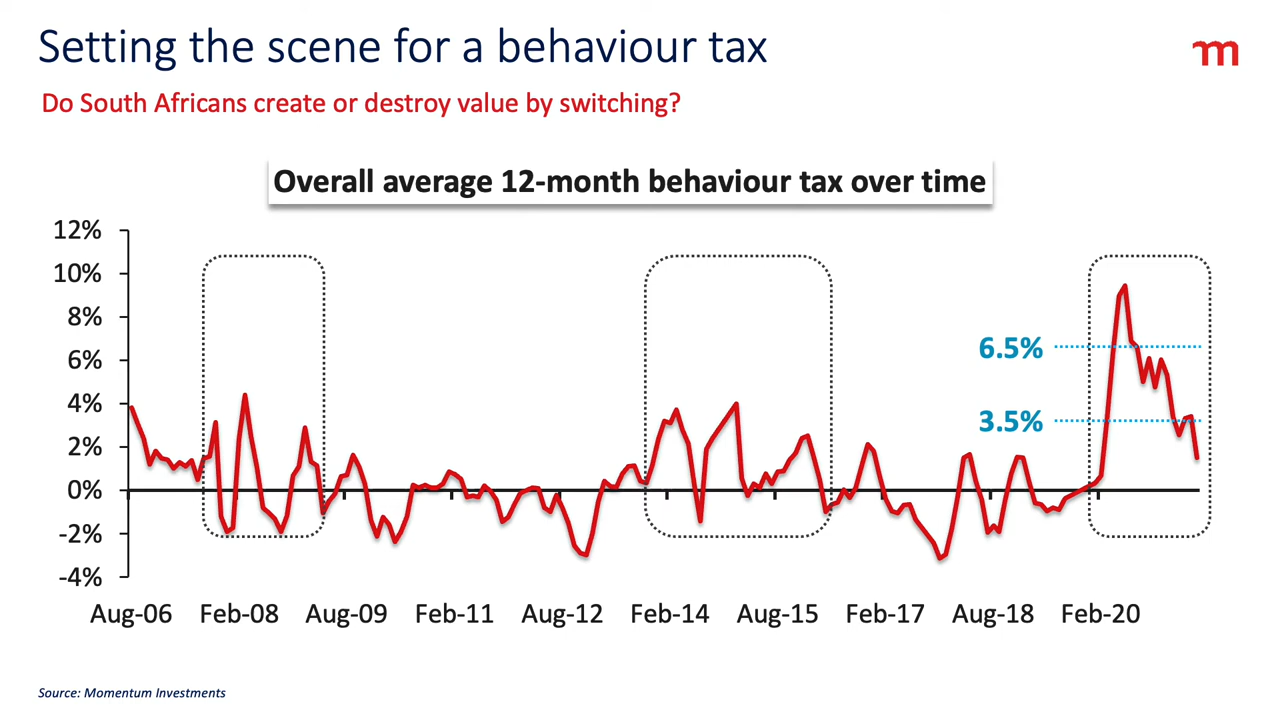 Setting the scene for a behaviour tax
m
Do South Africans create or destroy value by switching?
Overall average 12-month behaviour tax over time
12%
10%
8%
6%
4%
2%
0%
-2%
-4%
6.5%
3.5%
Aug-06 Feb-08 Aug-09 Feb-11 Aug-12 Feb-14 Aug-15 Feb-17 Aug-18 Feb-20
Source: Momentum Investments